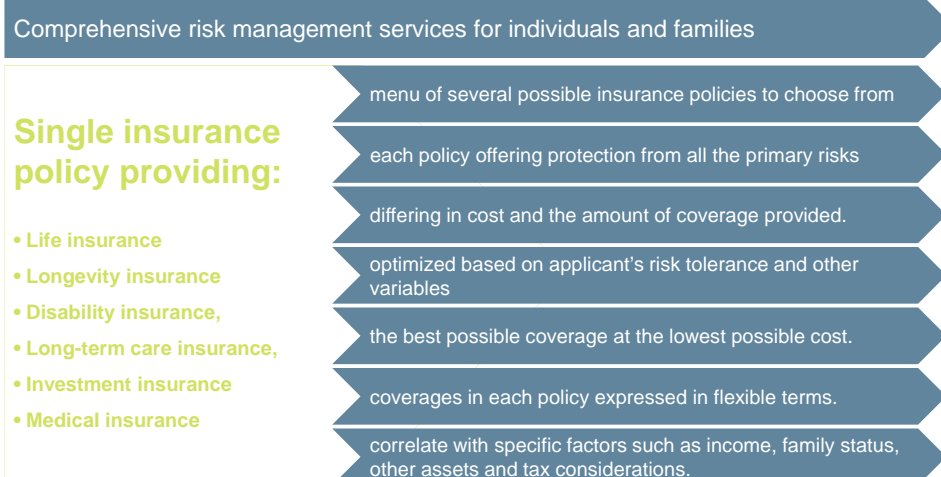 Comprehensive risk management services for individuals and families
Single insurance
policy providing:
• Life insurance
• Longevity insurance
• Disability insurance,
• Long-term care insurance,
• Investment insurance
• Medical insurance
menu of several possible insurance policies to choose from
each policy offering protection from all the primary risks
differing in cost and the amount of coverage provided.
optimized based on applicant’s risk tolerance and other
variables
the best possible coverage at the lowest possible cost.
coverages in each policy expressed in flexible terms.
correlate with specific factors such as income, family status,
other assets and tax considerations.